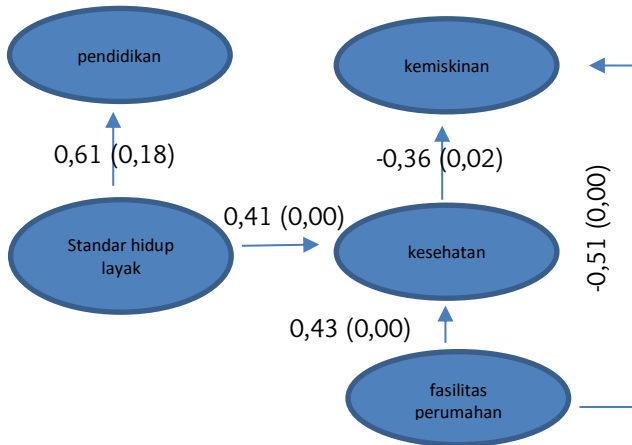 pendidikan
kemiskinan
0,61 (0,18)
-0,36 (0,02)
Standar hidup
layak
0,41 (0,00)
kesehatan
-0,51 (0,00)
0,43 (0,00)
fasilitas
perumahan